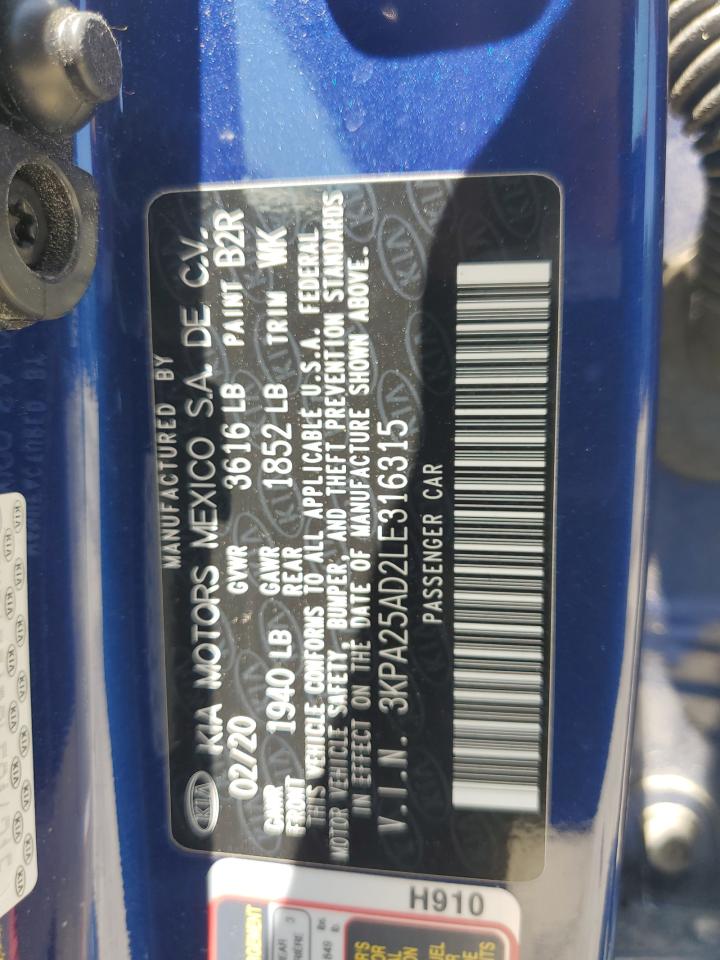 MANUFACTURED BY
KIA KIA MOTORS MEXICO S.A. DE C.V.
02/20 GVWR 3616 LB PAINT B2R
GAWR FRONT 1940 LB GAWR REAR 1852 LB TRIM WK
THIS VEHICLE CONFORMS TO ALL APPLICABLE U.S.A. FEDERAL
MOTOR VEHICLE SAFETY, BUMPER, AND THEFT PREVENTION STANDARDS
IN EFFECT ON THE DATE OF MANUFACTURE SHOWN ABOVE.
V.I.N. 3KPA25AD2LE316315
PASSENGER CAR
H910